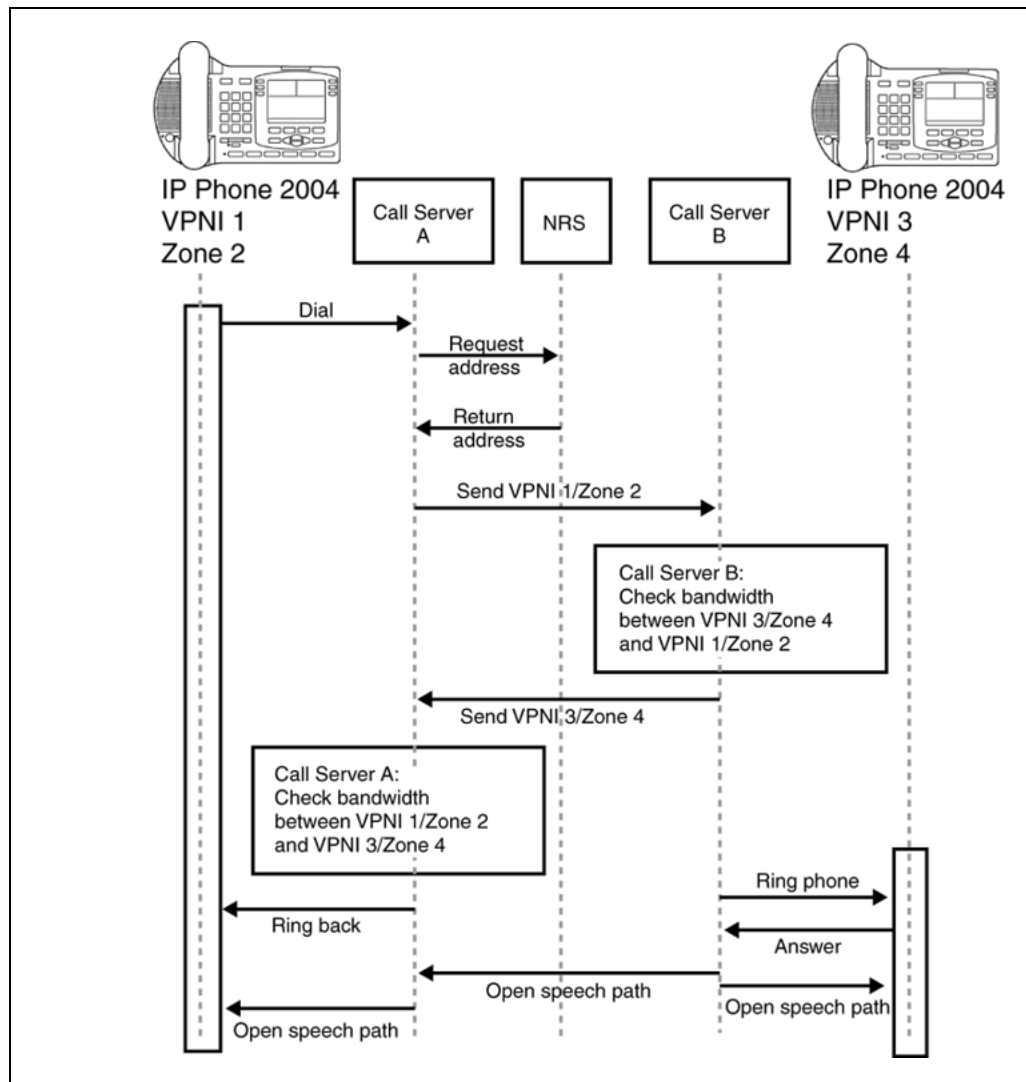 IP Phone 2004
VPNI 1
Zone 2
Call Server
A
NRS
Call Server
B
IP Phone 2004
VPNI 3
Zone 4
Dial
Request
address
Return
address
Send VPNI 1/Zone 2
Call Server B:
Check bandwidth
between VPNI 3/Zone 4
and VPNI 1/Zone 2
Send VPNI 3/Zone 4
Call Server A:
Check bandwidth
between VPNI 1/Zone 2
and VPNI 3/Zone 4
Ring phone
Ring back
Answer
Open speech path
Open speech path
Open speech path